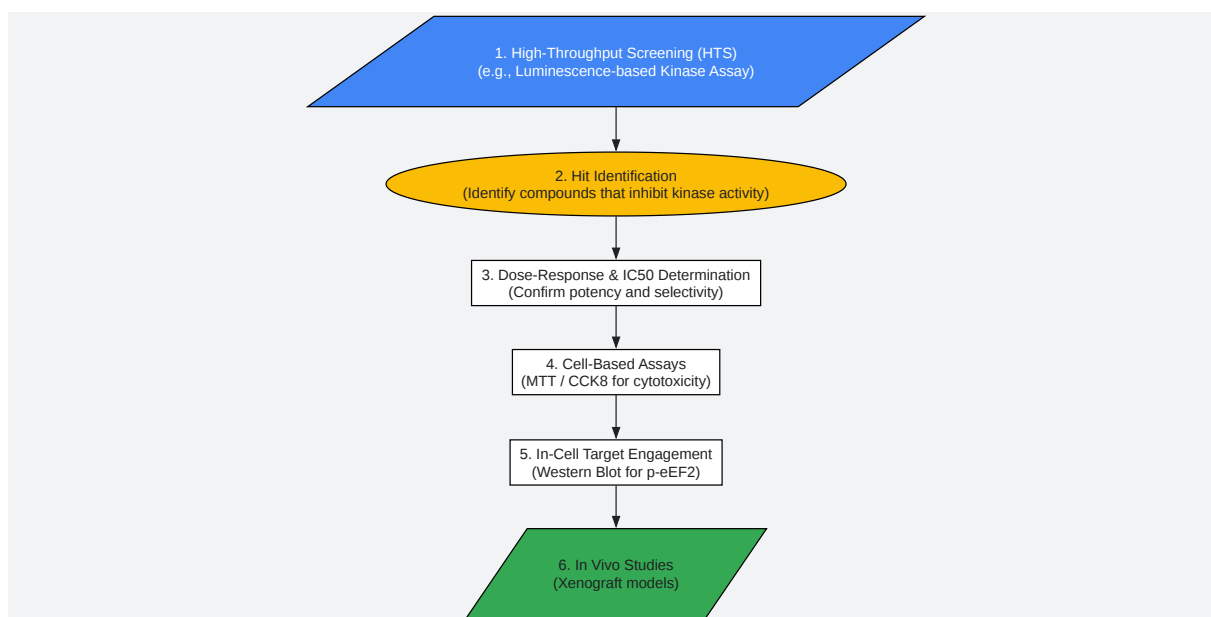 1. High-Throughput Screening (HTS)
(e.g., Luminescence-based Kinase Assay)
2. Hit Identification
(Identify compounds that inhibit kinase activity)
3. Dose-Response & IC50 Determination
(Confirm potency and selectivity)
4. Cell-Based Assays
(MTT / CCK8 for cytotoxicity)
5. In-Cell Target Engagement
(Western Blot for p-eEF2)
6. In Vivo Studies
(Xenograft models)